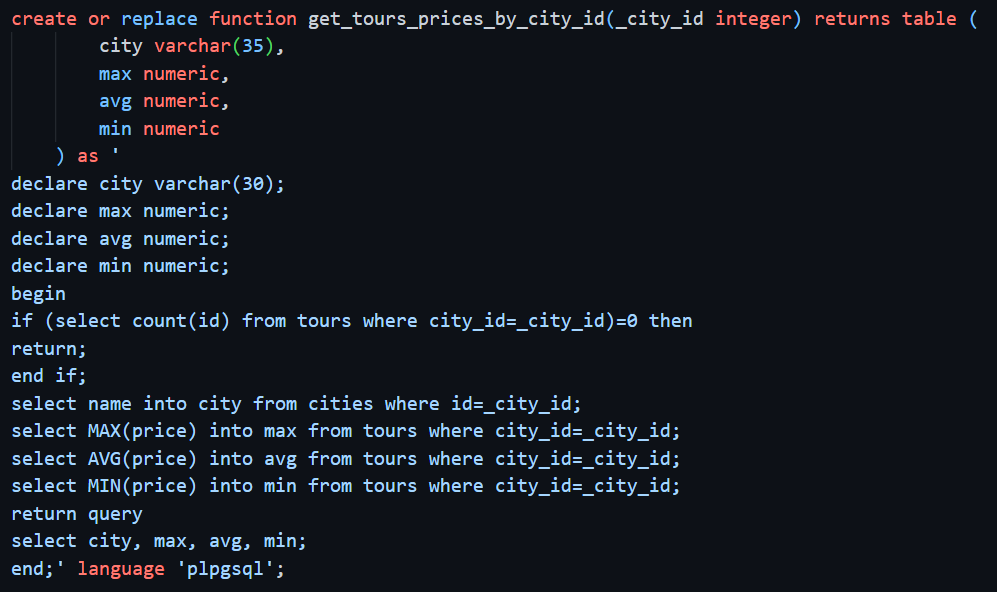 create or replace function get_tours_prices_by_city_id(_city_id integer) returns table (
        city varchar(35),
        max numeric,
        avg numeric,
        min numeric
    ) as '
declare city varchar(30);
declare max numeric;
declare avg numeric;
declare min numeric;
begin
if (select count(id) from tours where city_id=_city_id)=0 then
return;
end if;
select name into city from cities where id=_city_id;
select MAX(price) into max from tours where city_id=_city_id;
select AVG(price) into avg from tours where city_id=_city_id;
select MIN(price) into min from tours where city_id=_city_id;
return query
select city, max, avg, min;
end;' language 'plpgsql';